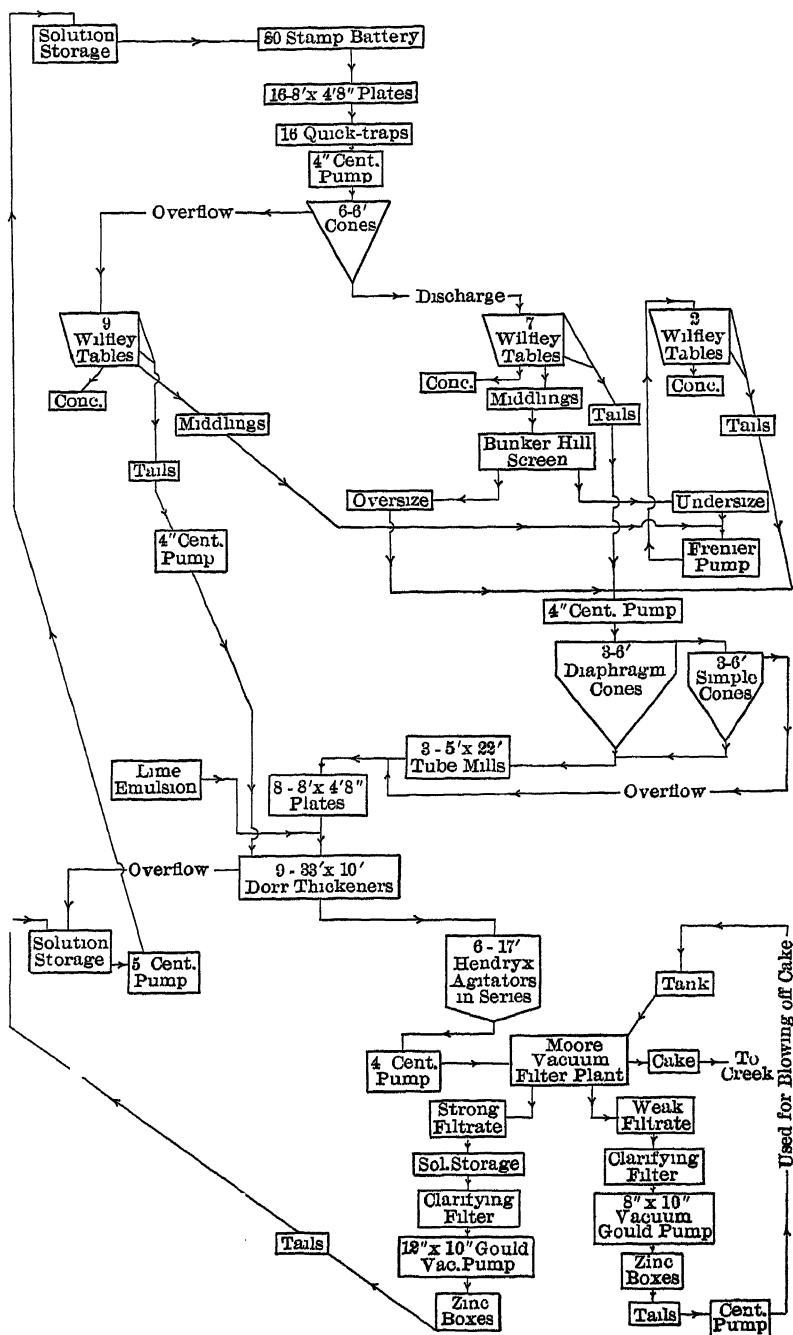 Solution
Storage
80 Stamp Battery
16-8'x 4'8" Plates
16 Quick-traps
4" Cent.
Pump
Overflow
6-6'
Cones
Discharge
9
Wilfley
Tables
7
Wilfley
Tables
2
Wilfley
Tables
Conc.
Conc.
Conc.
Middlings
Middlings
Tails
Tails
Tails
Bunker Hill
Screen
Oversize
Undersize
4" Cent.
Pump
Frenier
Pump
4" Cent. Pump
3-6'
Diaphragm
Cones
3-6'
Simple
Cones
3 - 5'x 22'
Tube Mills
Lime
Emulsion
8 - 8'x 4'8"
Plates
Overflow
Overflow
9 - 33'x 10'
Dorr Thickeners
Solution
Storage
5 Cent.
Pump
6 - 17'
Hendryx
Agitators
in Series
Tank
Used for Blowing off Cake
4 Cent.
Pump
Moore
Vacuum
Filter Plant
Cake
To
Creek
Strong
Filtrate
Weak
Filtrate
Sol. Storage
Clarifying
Filter
Clarifying
Filter
8" x 10"
Vacuum
Gould Pump
Tails
12" x 10" Gould
Vac. Pump
Zinc
Boxes
Zinc
Boxes
Tails
Cent.
Pump